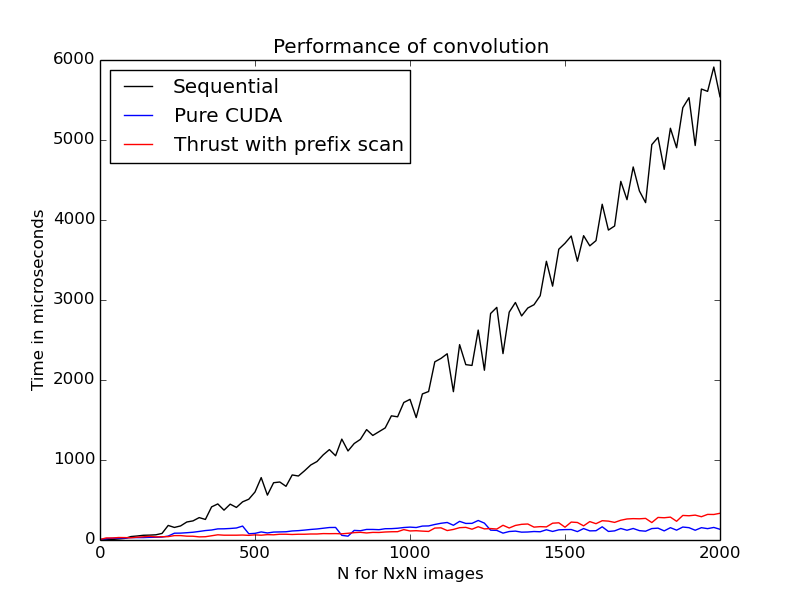 Performance of convolution
6000
5000
4000
3000
2000
1000
0
Time in microseconds
Sequential
Pure CUDA
Thrust with prefix scan
0
500
1000
1500
2000
N for NxN images